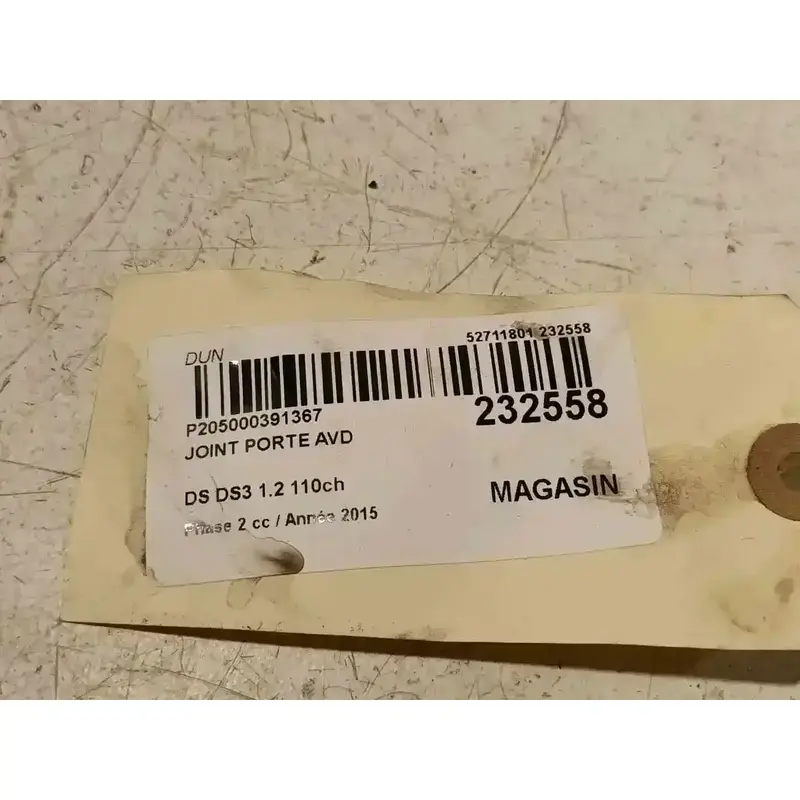 DUN
52711801 232558
P205000391367
232558
JOINT PORTE AVD
DS DS3 1.2 110ch
MAGASIN
Phase 2 cc / Année 2015